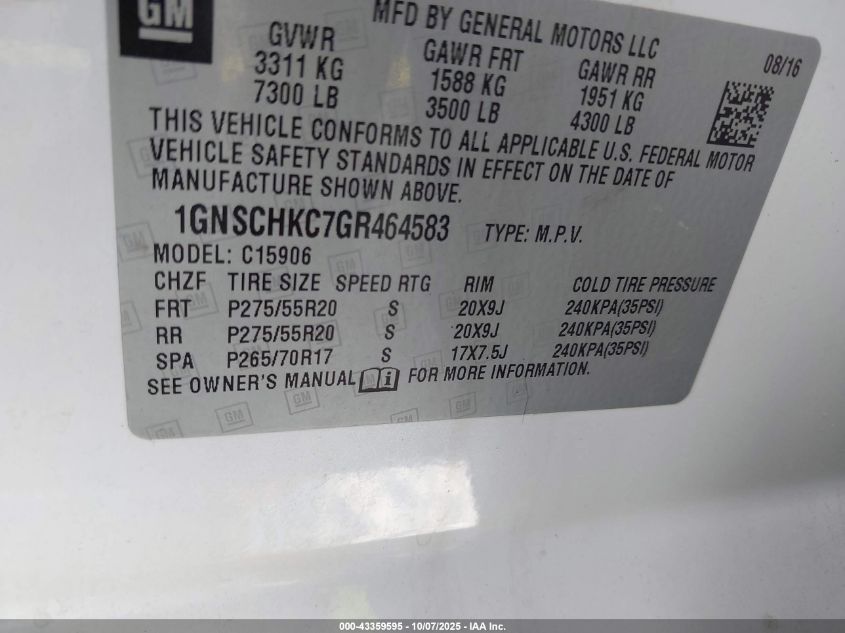 GM
MFD BY GENERAL MOTORS LLC
08/16
GVWR GAWR FRT GAWR RR
3311 KG 1588 KG 1951 KG
7300 LB 3500 LB 4300 LB
THIS VEHICLE CONFORMS TO ALL APPLICABLE U.S. FEDERAL MOTOR
VEHICLE SAFETY STANDARDS IN EFFECT ON THE DATE OF
MANUFACTURE SHOWN ABOVE.
1GNSCHKC7GR464583 TYPE: M.P.V.
MODEL: C15906
CHZF TIRE SIZE SPEED RTG RIM COLD TIRE PRESSURE
FRT P275/55R20 S 20X9J 240KPA(35PSI)
RR P275/55R20 S 20X9J 240KPA(35PSI)
SPA P265/70R17 S 17X7.5J 240KPA(35PSI)
SEE OWNER'S MANUAL i FOR MORE INFORMATION.
000-43359595 - 10/07/2025 - IAA Inc.